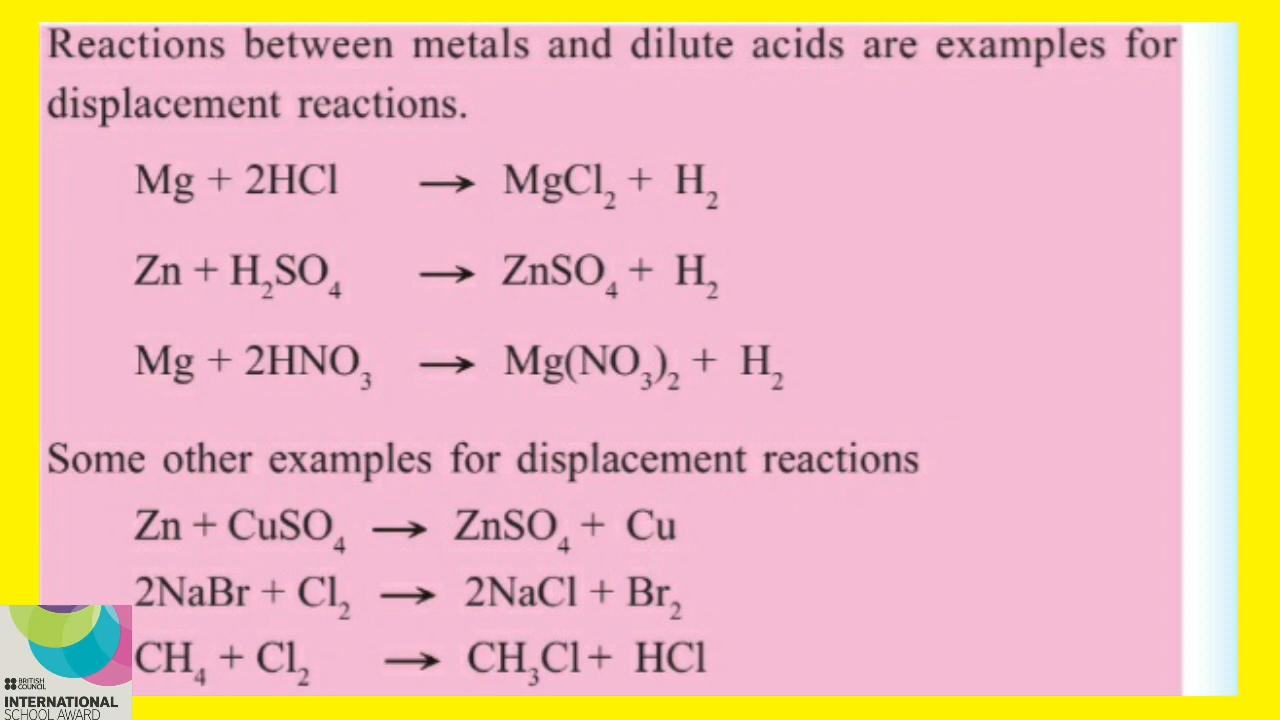 Reactions between metals and dilute acids are examples for
displacement reactions.
Mg + 2HCl → MgCl₂ + H₂
Zn + H₂SO₄ → ZnSO₄ + H₂
Mg + 2HNO₃ → Mg(NO₃)₂ + H₂
Some other examples for displacement reactions
Zn + CuSO₄ → ZnSO₄ + Cu
2NaBr + Cl₂ → 2NaCl + Br₂
CH₄ + Cl₂ → CH₃Cl + HCl
BRITISH
COUNCIL
INTERNATIONAL
SCHOOL AWARD